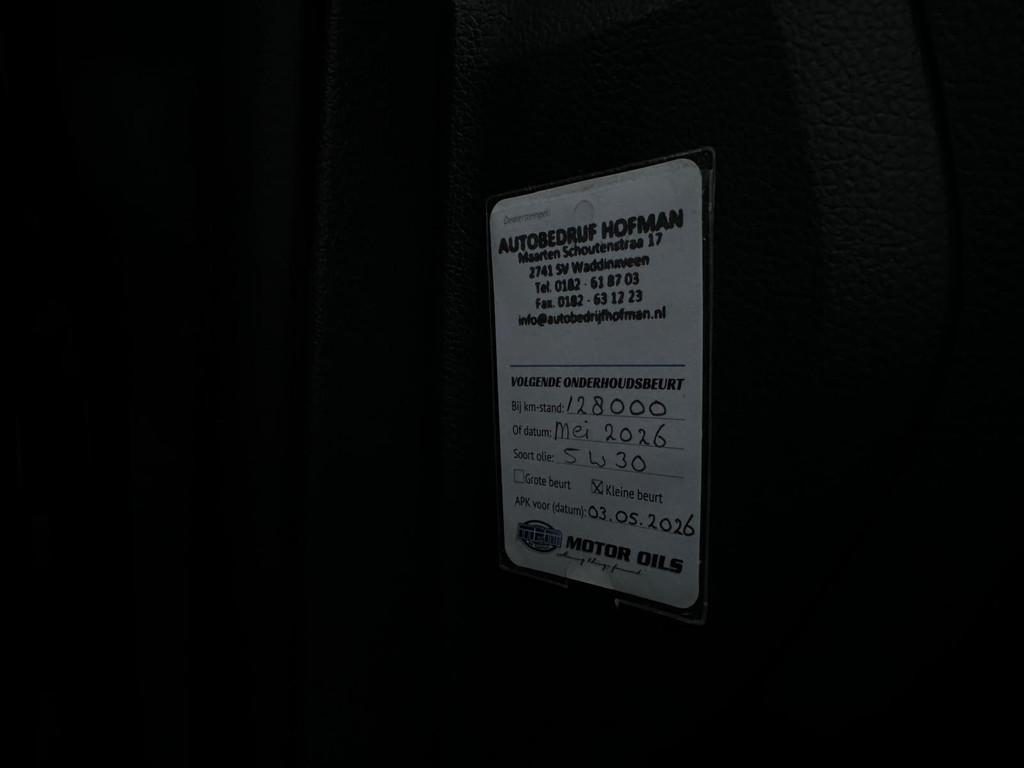 Dealerstempel:
AUTOBEDRIJF HOFMAN
Maarten Schoutenstraa 17
2741 SV Waddinxveen
Tel. 0182 - 61 87 03
Fax. 0182 - 63 12 23
info@autobedrijfhofman.nl
VOLGENDE ONDERHOUDSBEURT
Bij km-stand: 128000
Of datum: Mei 2026
Soort olie: 5W30
Grote beurt Kleine beurt
APK voor (datum): 03.05.2026
MOTOR OILS